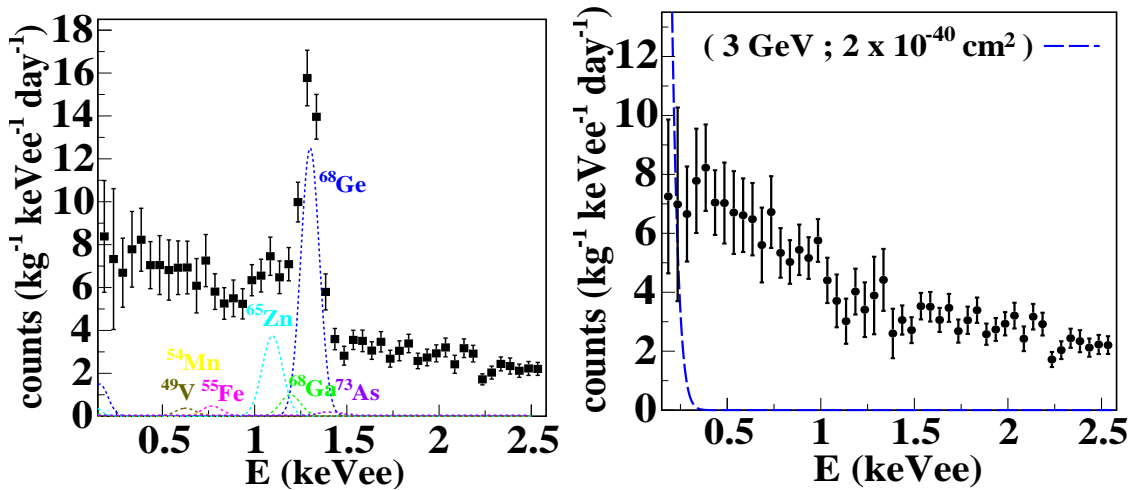 counts (kg⁻¹ keVee⁻¹ day⁻¹)
18
16
14
12
10
8
6
4
2
0
⁶⁸Ge
⁶⁵Zn
⁵⁴Mn
⁴⁹V
⁵⁵Fe
⁶⁸Ga
⁷³As
0.5
1
1.5
2
2.5
E (keVee)
counts (kg⁻¹ keVee⁻¹ day⁻¹)
12
10
8
6
4
2
0
( 3 GeV ; 2 x 10⁻⁴⁰ cm² )
0.5
1
1.5
2
2.5
E (keVee)